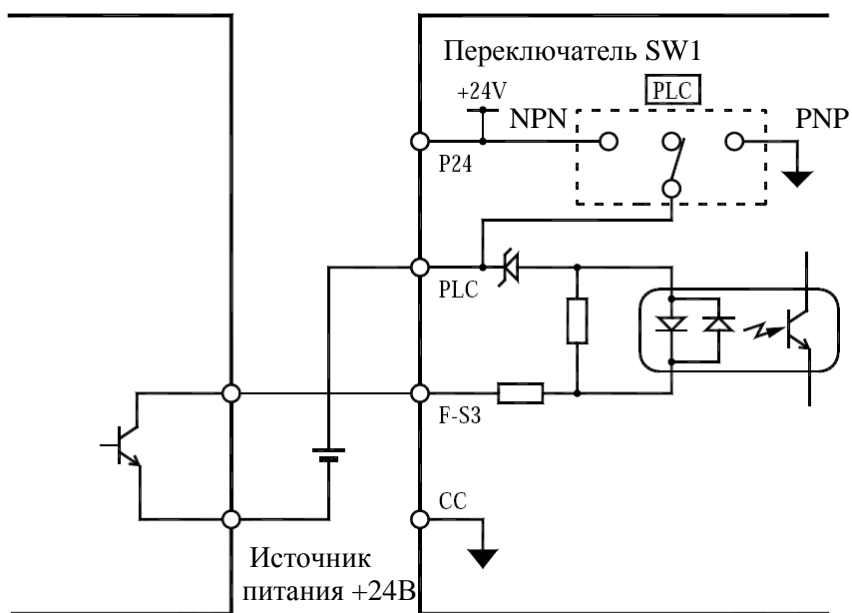 Переключатель SW1
+24V
PLC
NPN
PNP
P24
PLC
F-S3
CC
Источник
питания +24В